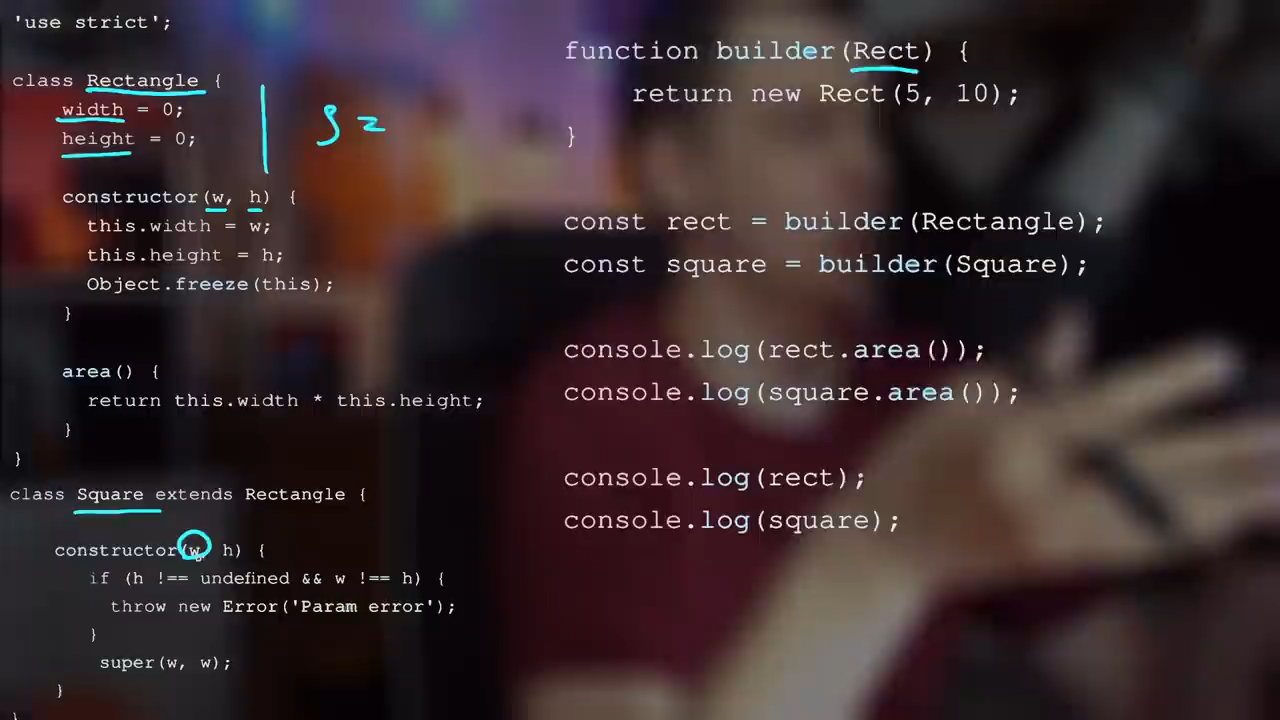 'use strict';
class Rectangle {
width = 0;
height = 0;
constructor(w, h) {
this.width = w;
this.height = h;
Object.freeze(this);
}
area() {
return this.width * this.height;
}
}
class Square extends Rectangle {
constructor(w, h) {
if (h !== undefined && w !== h) {
throw new Error('Param error');
}
super(w, w);
}
}
function builder(Rect) {
return new Rect(5, 10);
}
const rect = builder(Rectangle);
const square = builder(Square);
console.log(rect.area());
console.log(square.area());
console.log(rect);
console.log(square);